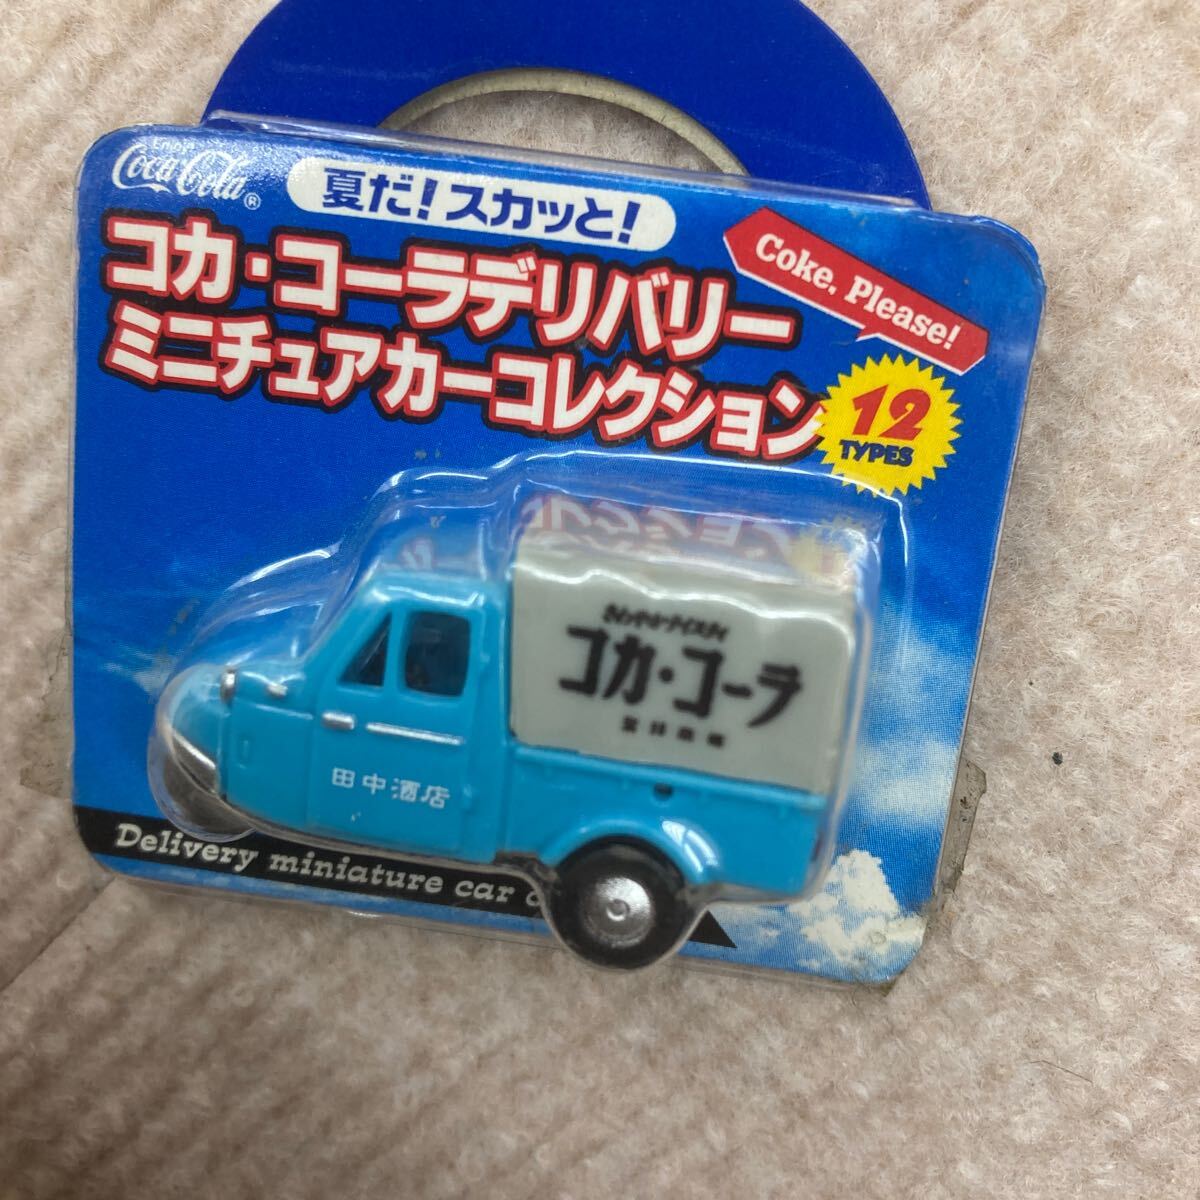 Enjoy
Coca-Cola®
夏だ!スカッと!
コカ・コーラデリバリー
ミニチュアカーコレクション
Coke, Please!
12
TYPES
コカ・コーラ
田中酒店
Delivery miniature car